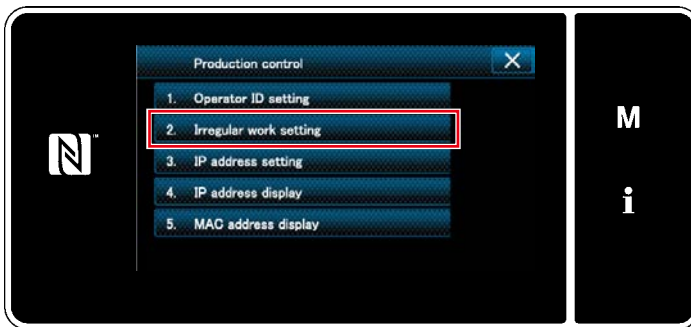 Production control
1. Operator ID setting
2. Irregular work setting
3. IP address setting
4. IP address display
5. MAC address display
N™
M
i